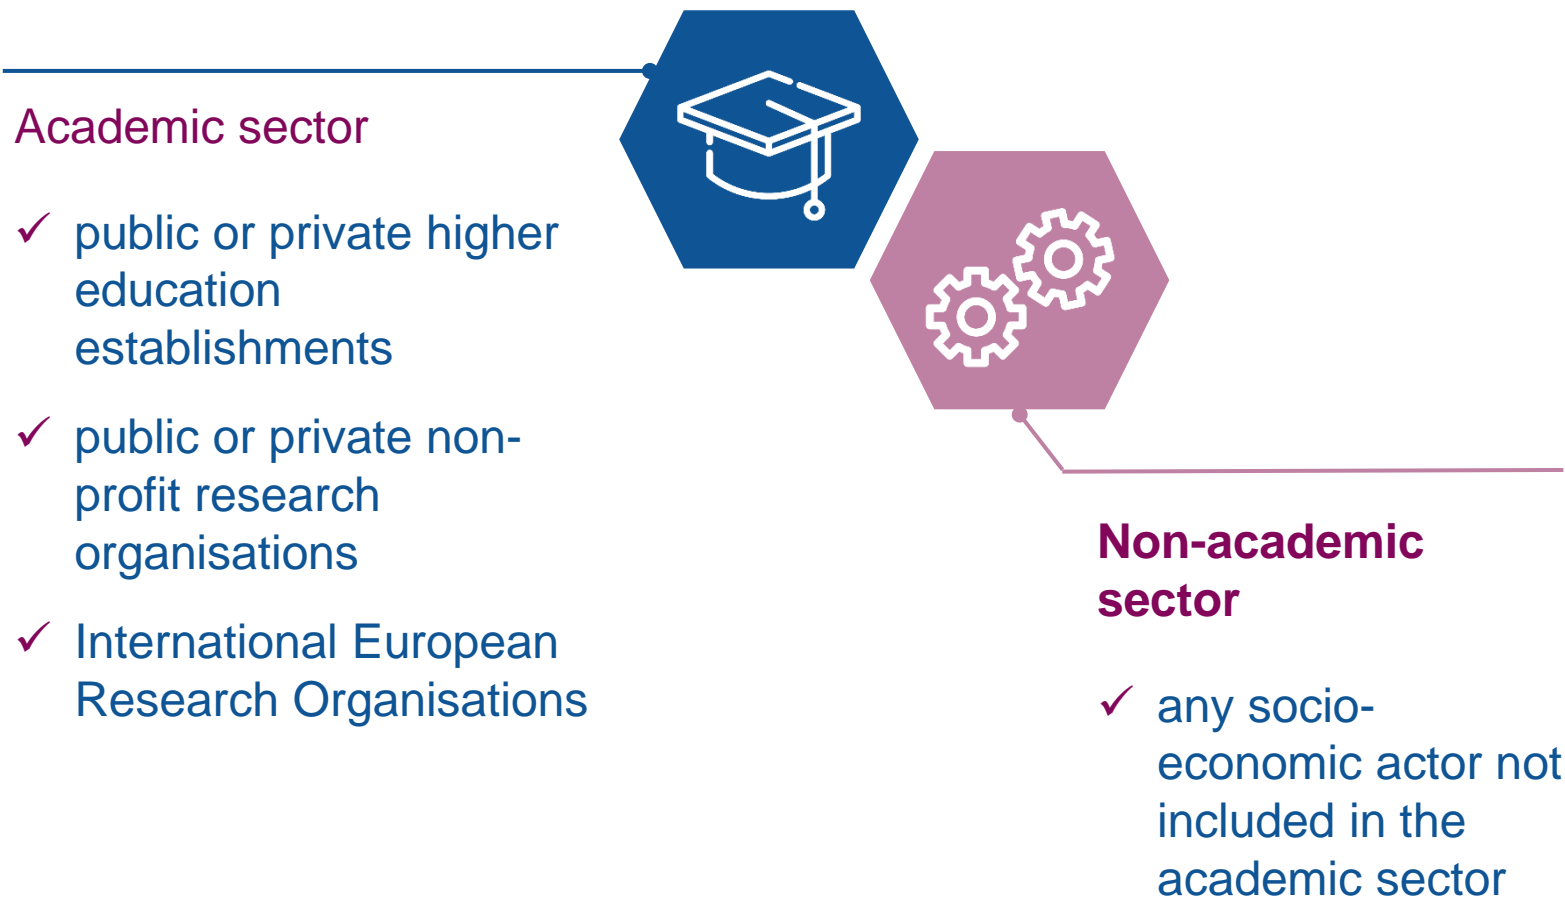 Academic sector
✓ public or private higher
education
establishments
✓ public or private non-
profit research
organisations
✓ International European
Research Organisations
Non-academic
sector
✓ any socio-
economic actor not
included in the
academic sector